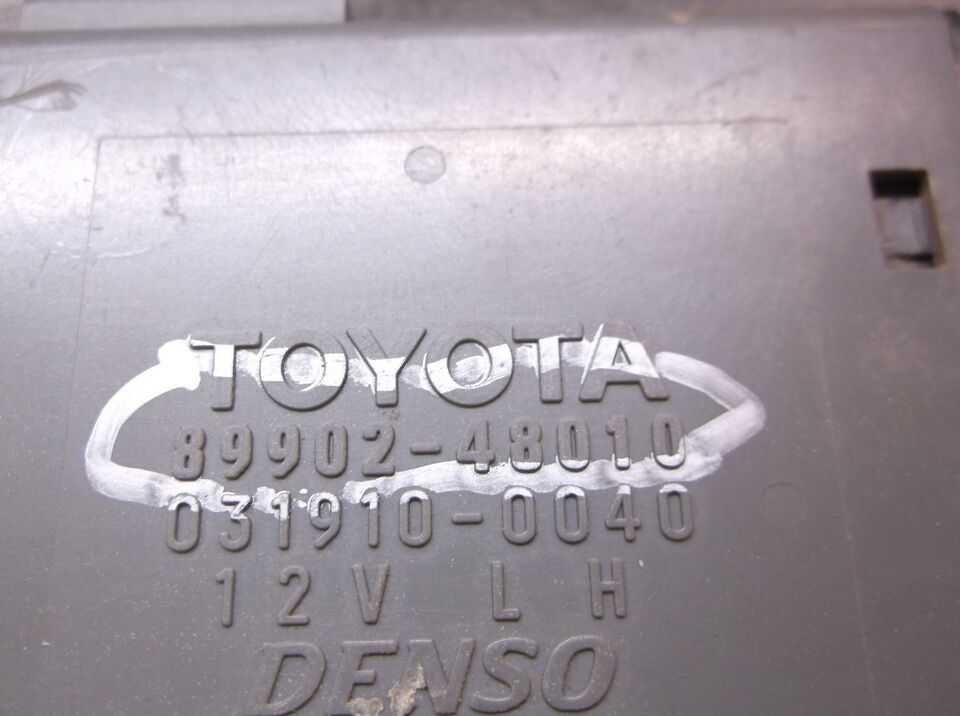 TOYOTA
89902-48010
031910-0040
12V LH
DENSO